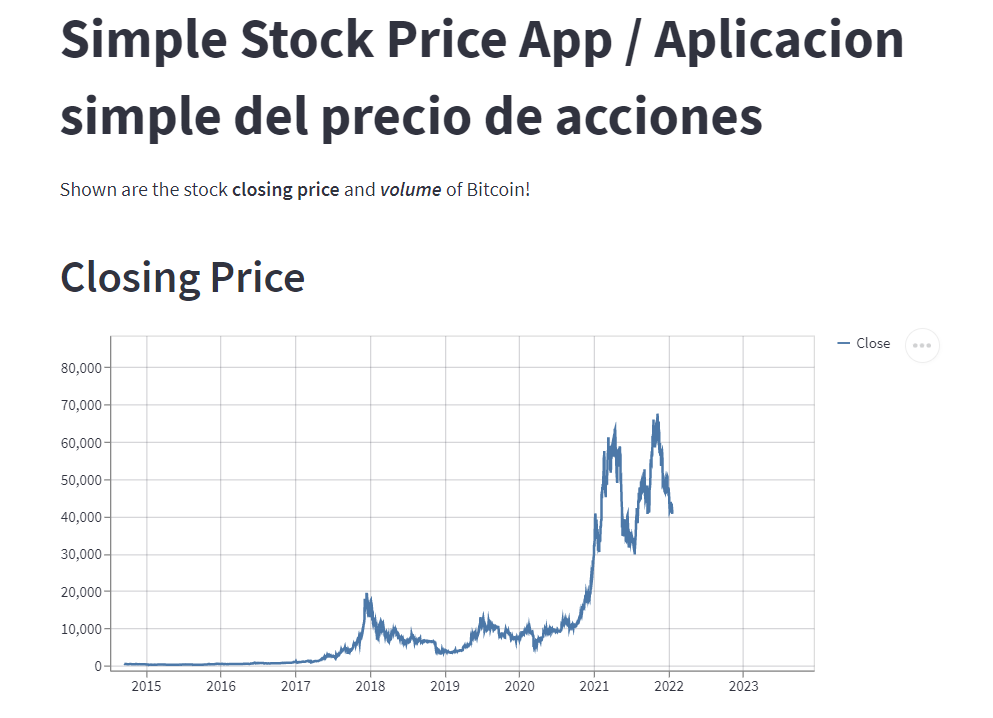 Simple Stock Price App / Aplicacion
simple del precio de acciones
Shown are the stock closing price and volume of Bitcoin!
Closing Price
Close
80,000
70,000
60,000
50,000
40,000
30,000
20,000
10,000
0
2015 2016 2017 2018 2019 2020 2021 2022 2023